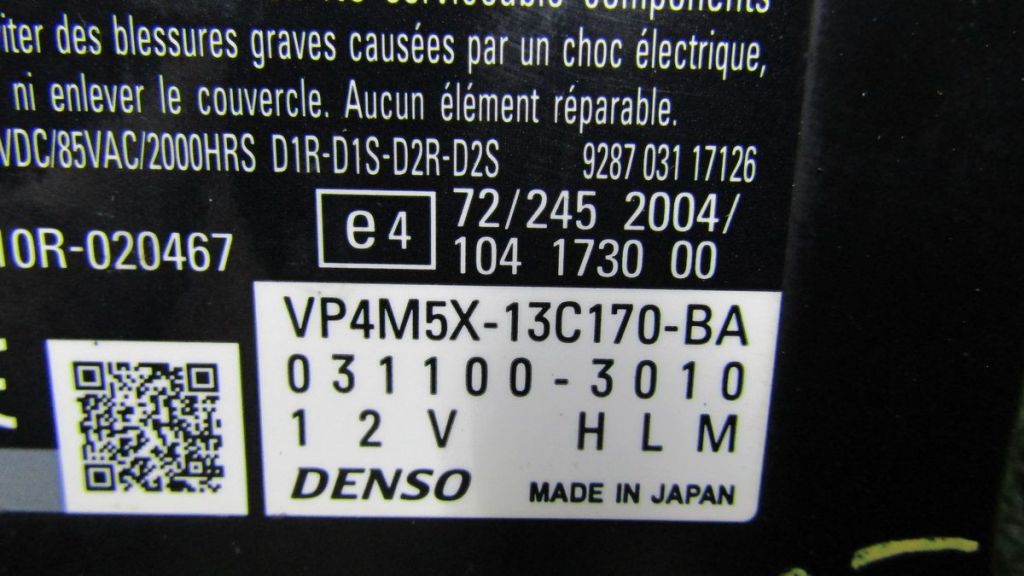 serviceable components
des blessures graves causées par un choc électrique,
ni enlever le couvercle. Aucun élément réparable.
VDC/85VAC/2000HRS D1R-D1S-D2R-D2S 9287 031 17126
e4 72/245 2004/
104 1730 00
10R-020467
VP4M5X-13C170-BA
031100-3010
12V HLM
DENSO MADE IN JAPAN